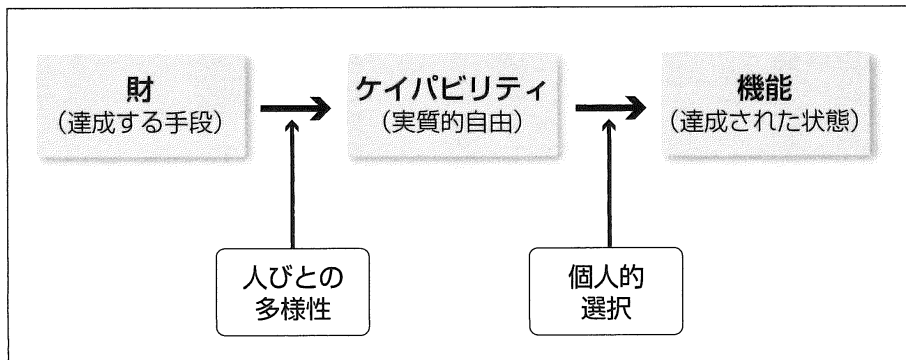 財
(達成する手段)
ケイパビリティ
(実質的自由)
機能
(達成された状態)
人びとの
多様性
個人的
選択